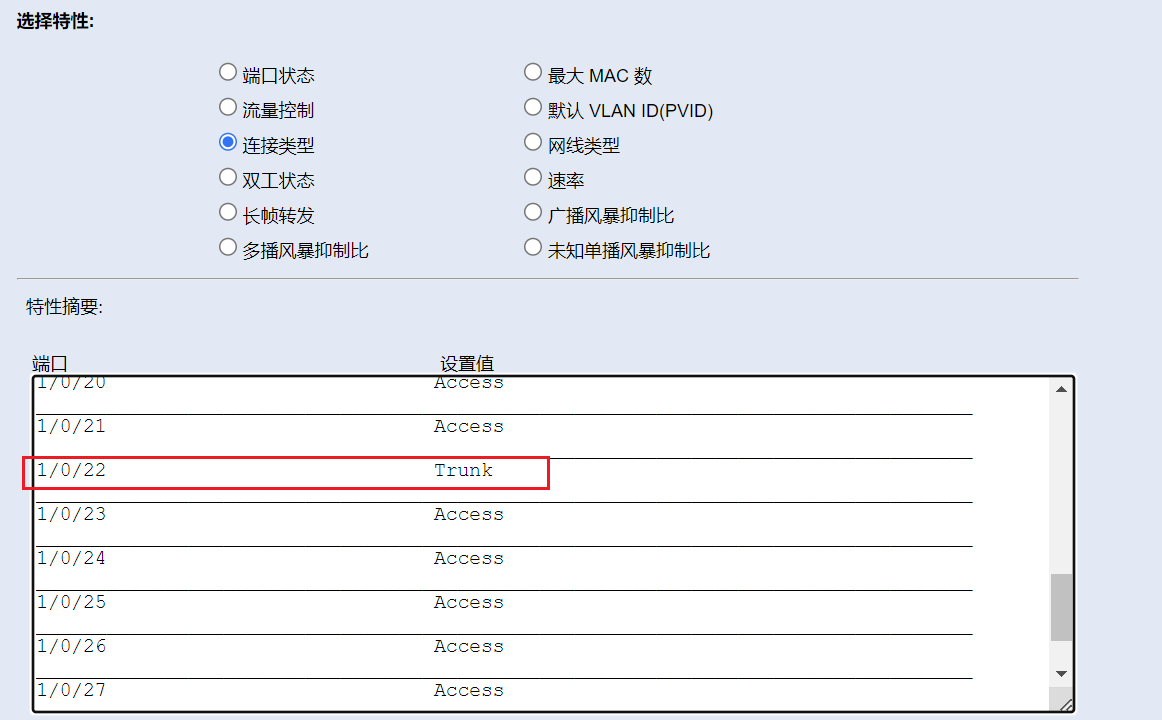 选择特性:
端口状态 最大 MAC 数
流量控制 默认 VLAN ID(PVID)
连接类型 网线类型
双工状态 速率
长帧转发 广播风暴抑制比
多播风暴抑制比 未知单播风暴抑制比
特性摘要:
端口 设置值
1/0/20 Access
1/0/21 Access
1/0/22 Trunk
1/0/23 Access
1/0/24 Access
1/0/25 Access
1/0/26 Access
1/0/27 Access